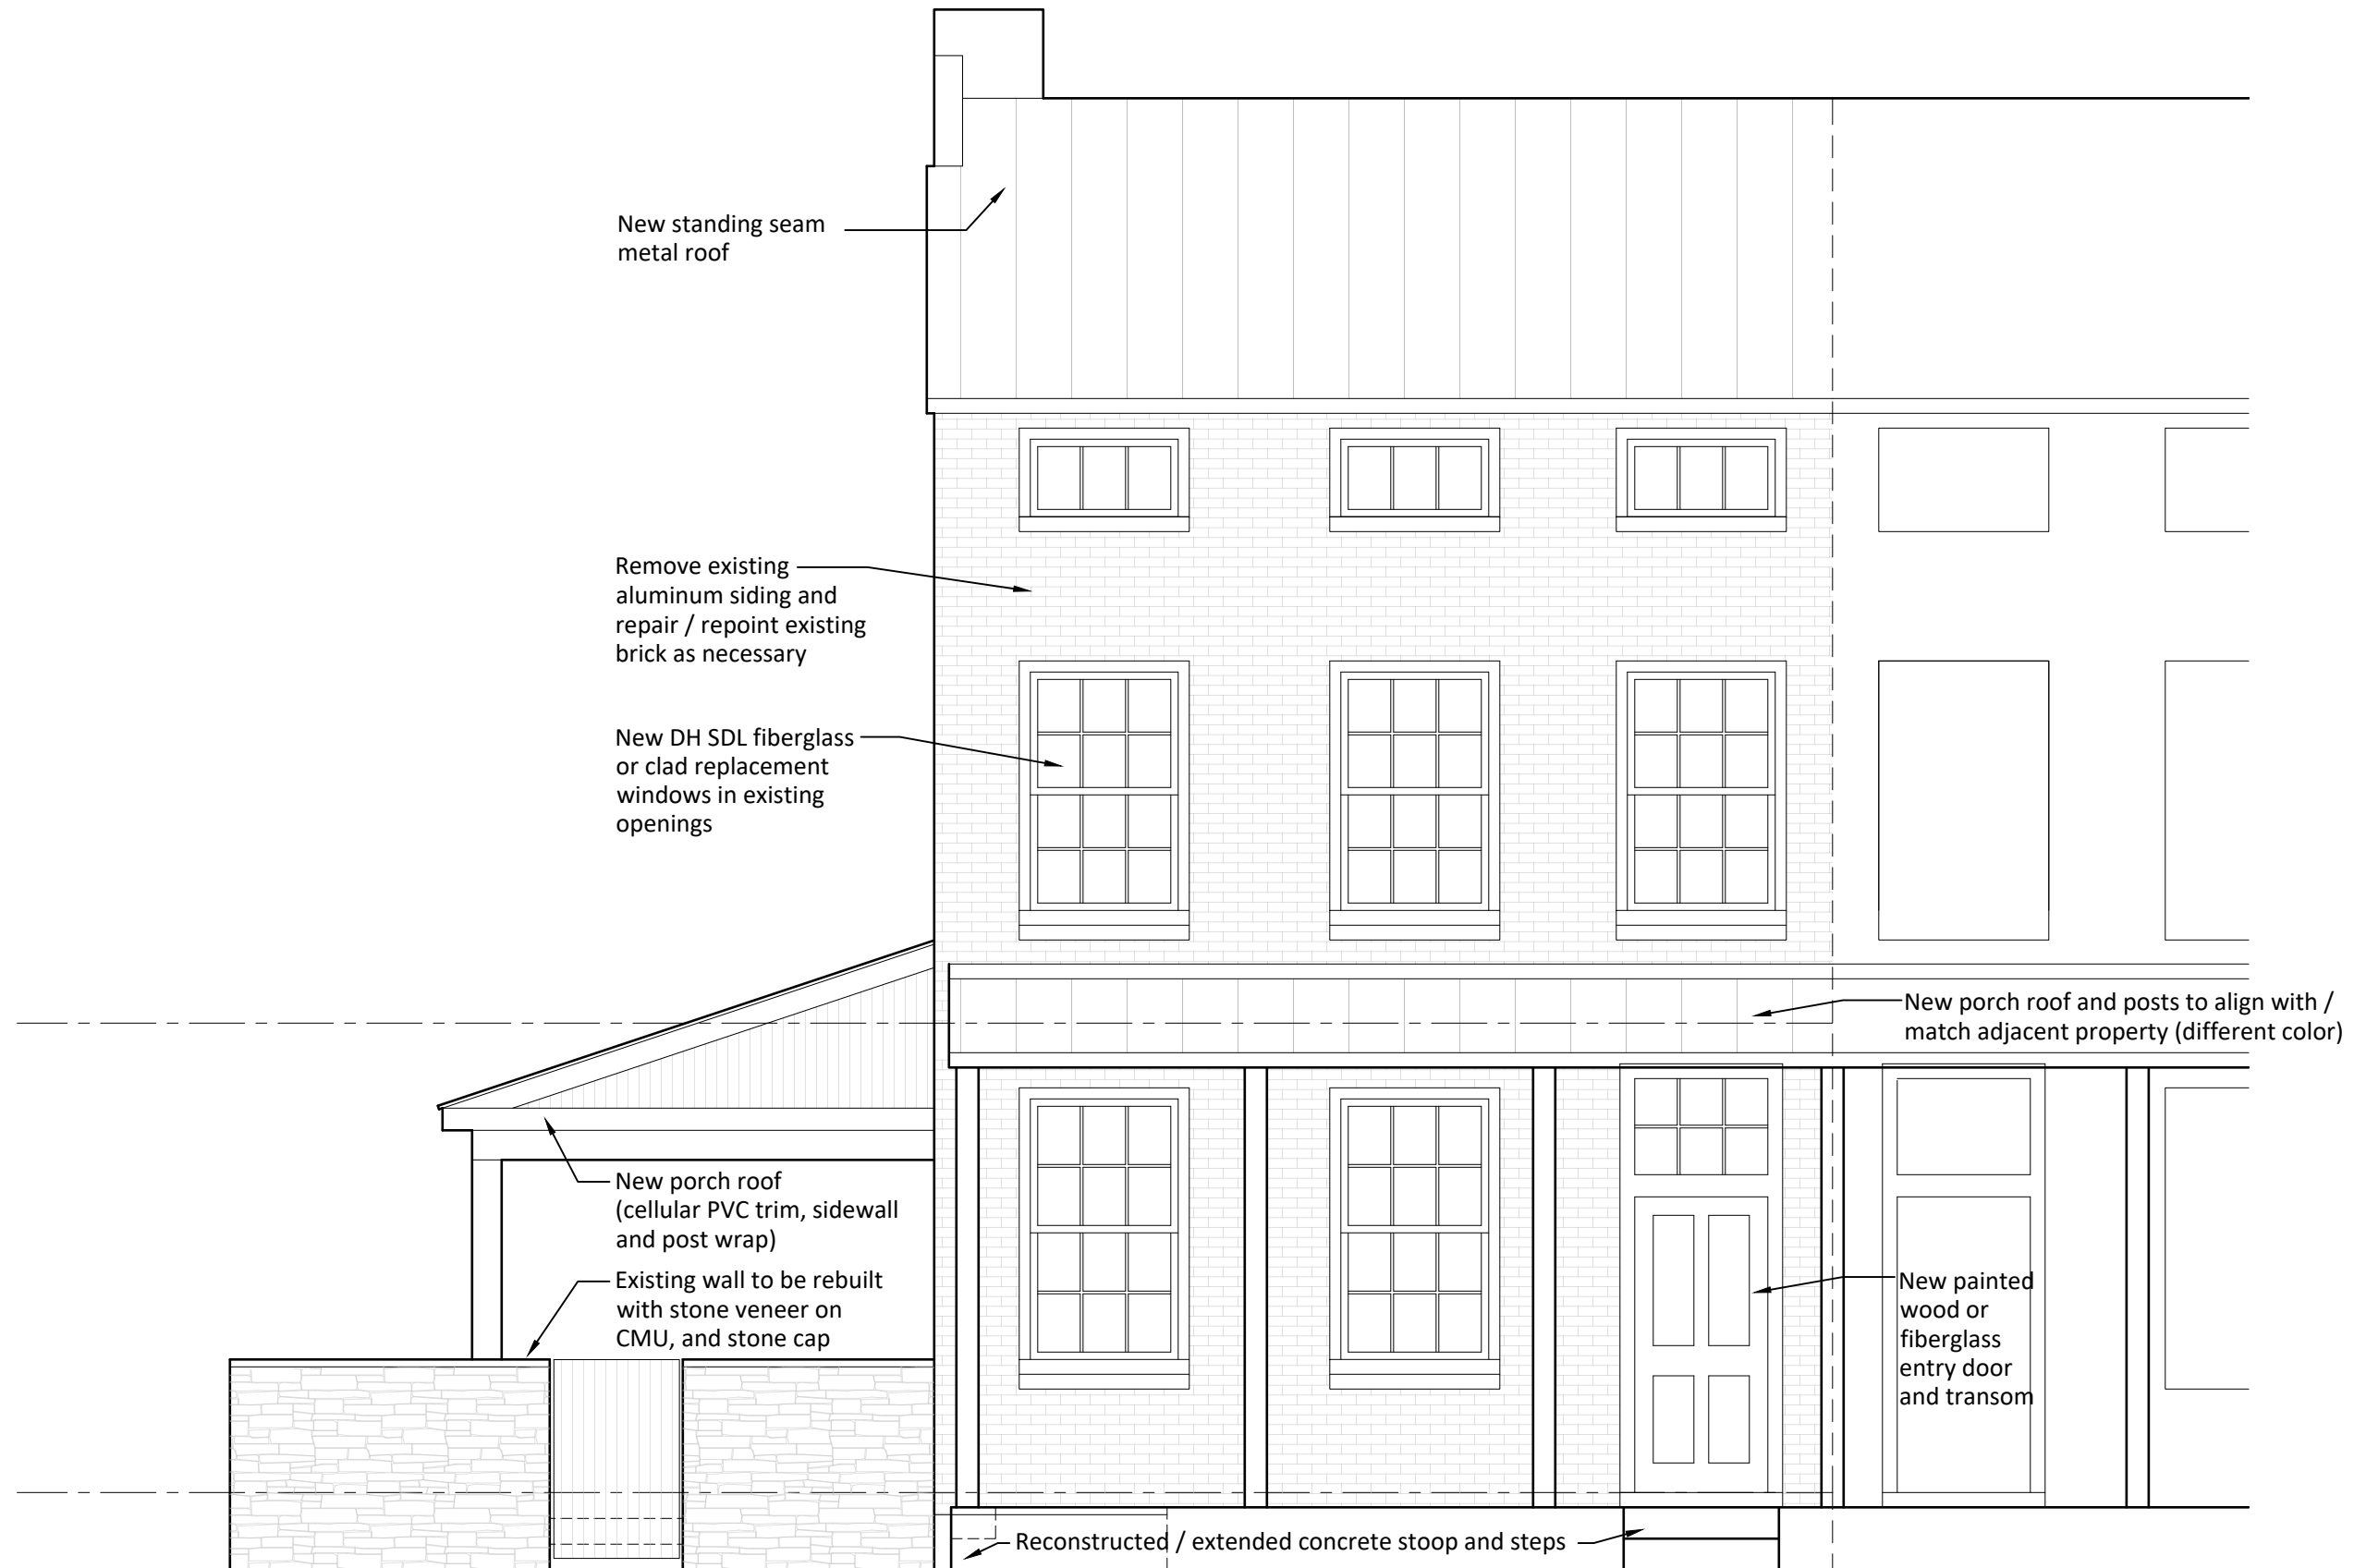 New standing seam
metal roof
Remove existing
aluminum siding and
repair / repoint existing
brick as necessary
New DH SDL fiberglass
or clad replacement
windows in existing
openings
New porch roof and posts to align with /
match adjacent property (different color)
New porch roof
(cellular PVC trim, sidewall
and post wrap)
Existing wall to be rebuilt
with stone veneer on
CMU, and stone cap
New painted
wood or
fiberglass
entry door
and transom
Reconstructed / extended concrete stoop and steps